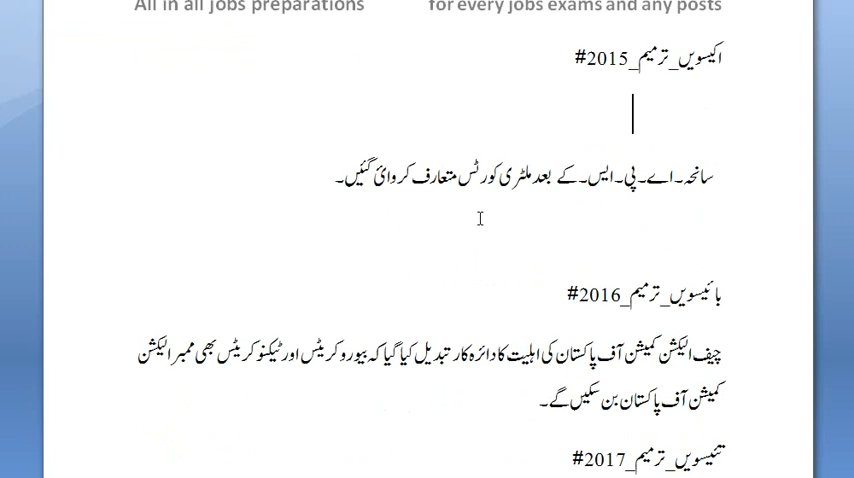 All in all jobs preparations for every jobs exams and any posts
اکیسویں_ترمیم_2015#
سانحہ۔اے۔پی۔ایس۔کے بعد ملٹری کورٹس متعارف کروائ گئیں۔
بائیسویں_ترمیم_2016#
چیف الیکشن کمیشن آف پاکستان کی اہلیت کا دائرہ کار تبدیل کیا گیا کہ بیوروکریٹس اور ٹیکنوکریٹس بھی ممبر الیکشن
کمیشن آف پاکستان بن سکیں گے۔
تئیسویں_ترمیم_2017#